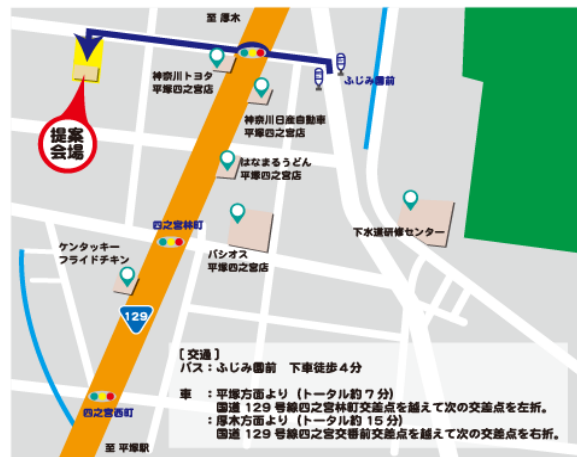 至 厚木
神奈川トヨタ
平塚四之宮店
ふじみ園前
神奈川日産自動車
平塚四之宮店
提案
会場
はなまるうどん
平塚四之宮店
四之宮林町
下水道研修センター
ケンタッキー
フライドチキン
パシオス
平塚四之宮店
129
[ 交通 ]
バス：ふじみ園前 下車徒歩4分
車 ：平塚方面より（トータル約7分）
国道129号線四之宮林町交差点を越えて次の交差点を左折。
：厚木方面より（トータル約15分）
国道129号線四之宮交番前交差点を越えて次の交差点を右折。
四之宮西町
至 平塚駅